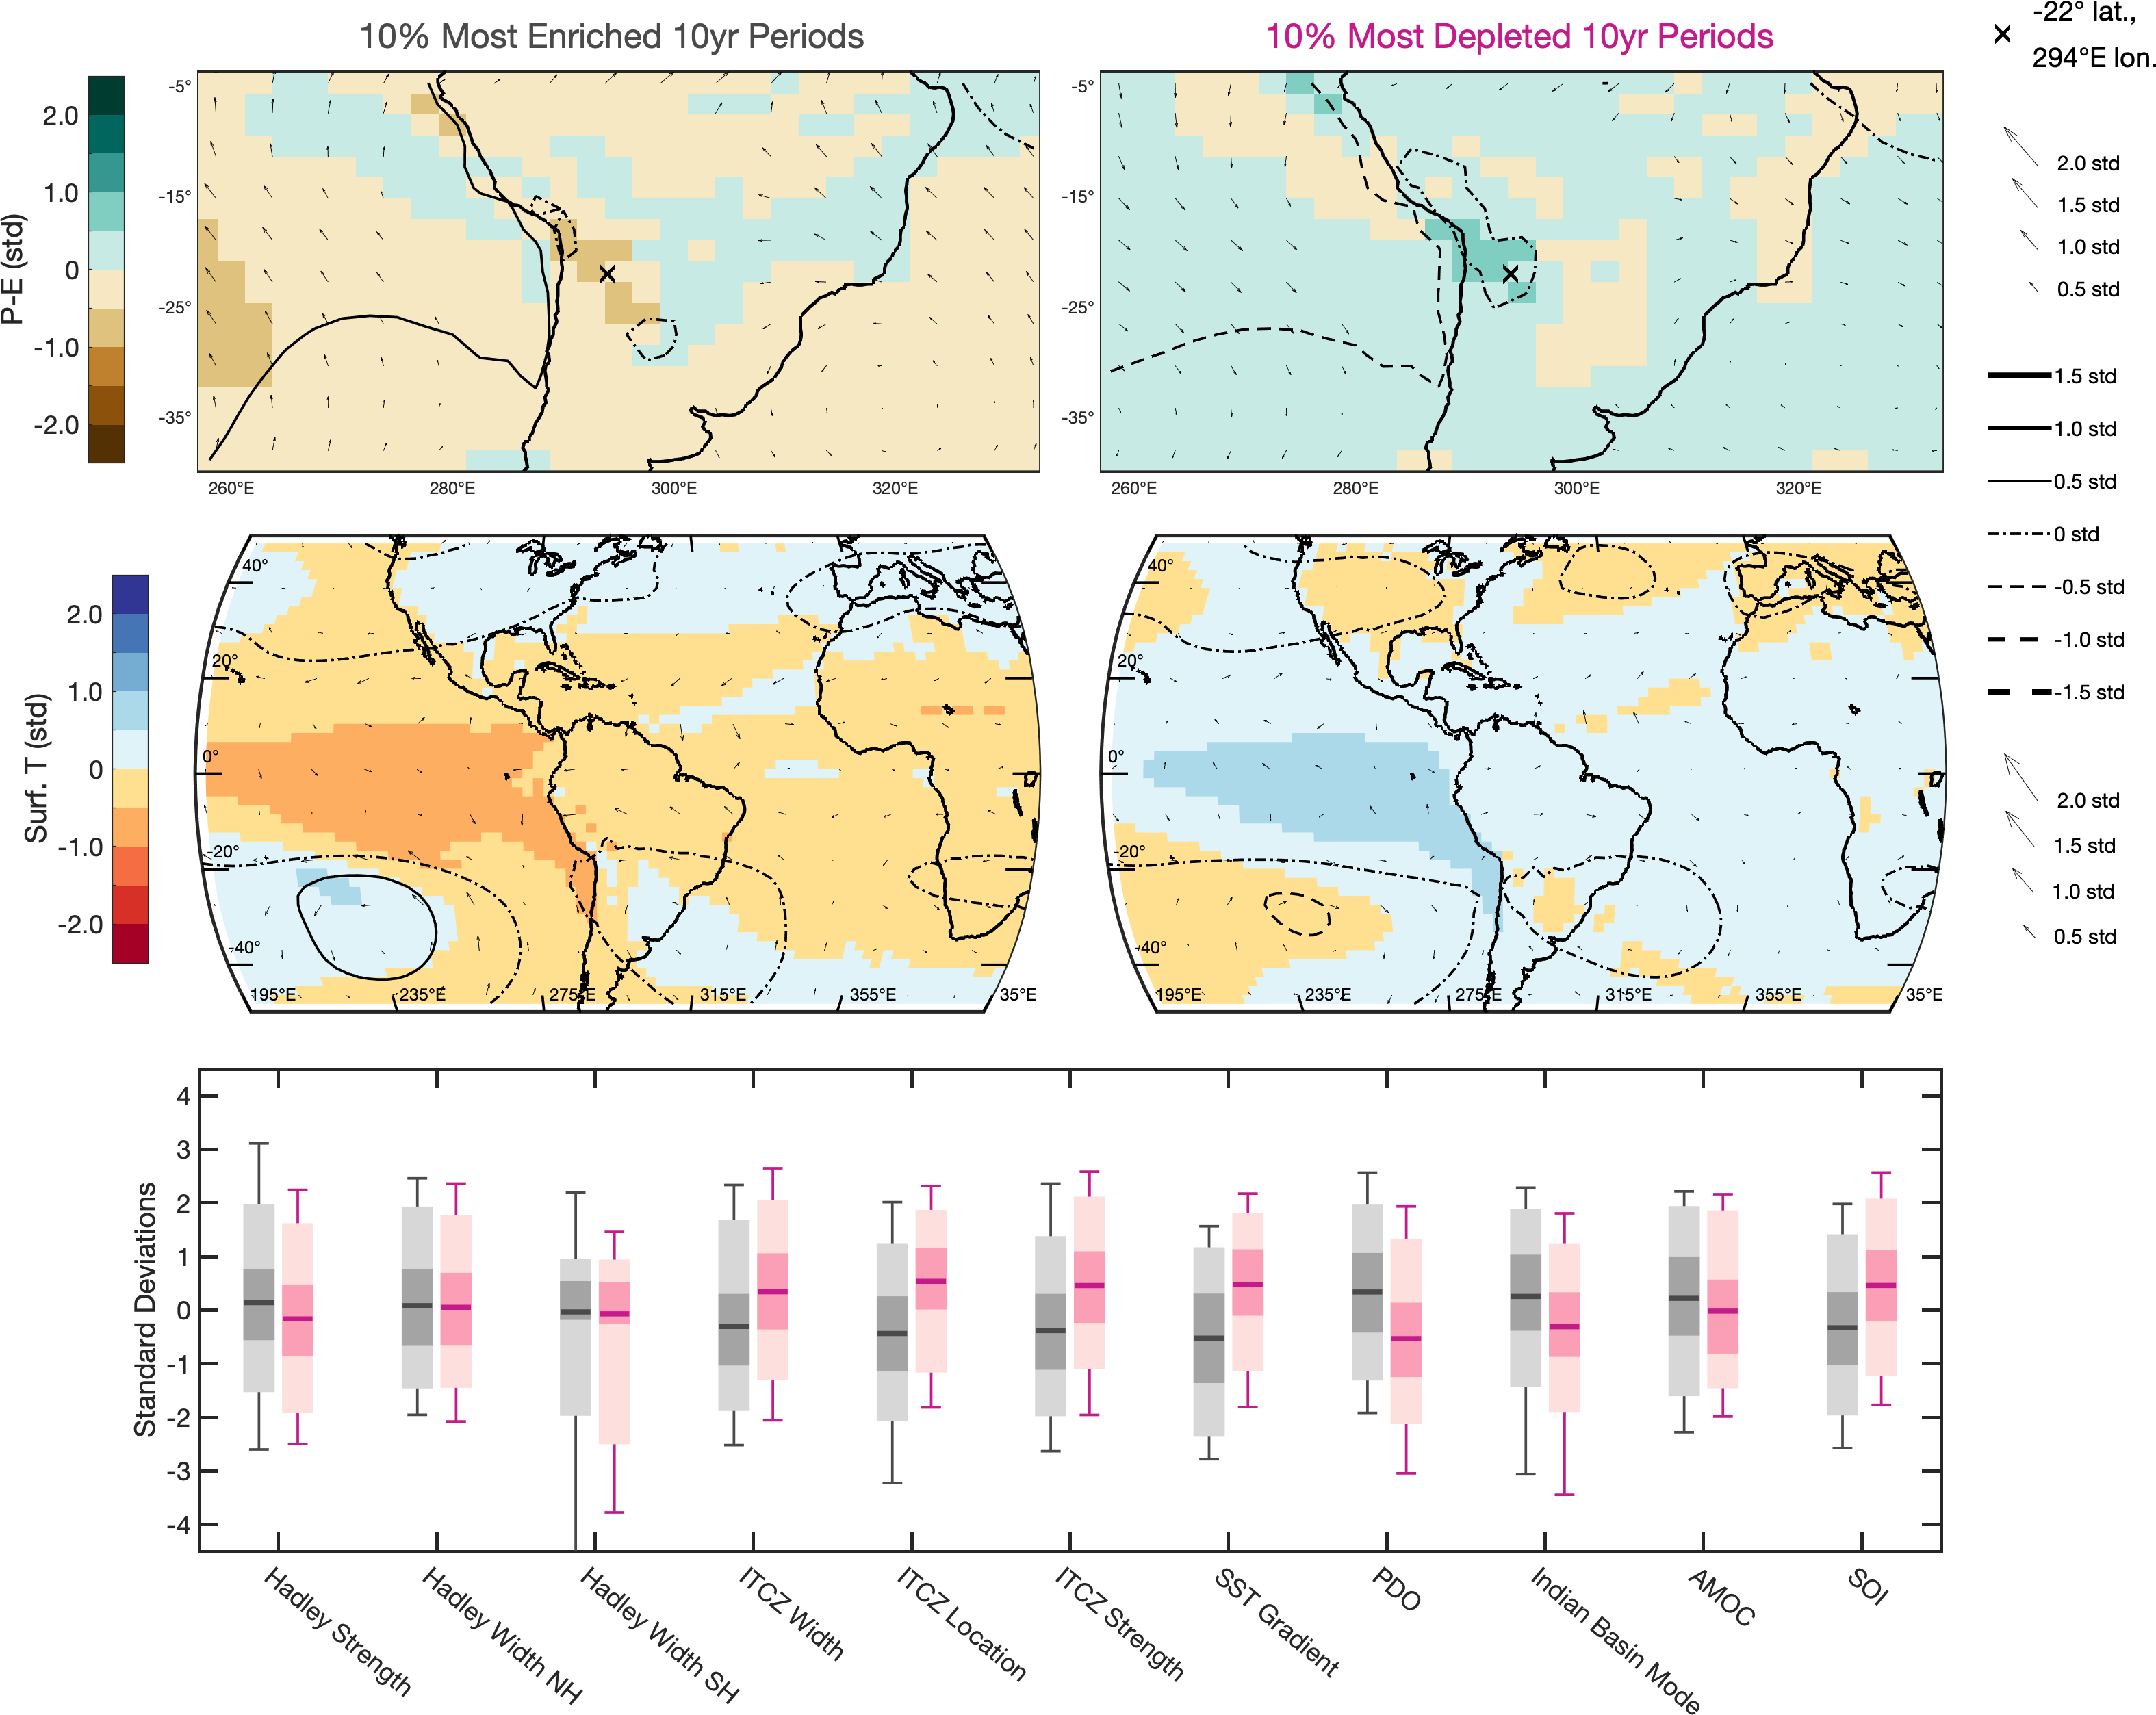 10% Most Enriched 10yr Periods
10% Most Depleted 10yr Periods
-22° lat.,
294°E lon.
P-E (std)
2.0
1.0
0
-1.0
-2.0
-5°
-15°
-25°
-35°
260°E
280°E
300°E
320°E
-5°
-15°
-25°
-35°
260°E
280°E
300°E
320°E
2.0 std
1.5 std
1.0 std
0.5 std
1.5 std
1.0 std
0.5 std
0 std
-0.5 std
-1.0 std
-1.5 std
2.0 std
1.5 std
1.0 std
0.5 std
Surf. T (std)
2.0
1.0
0
-1.0
-2.0
40°
20°
0°
-20°
-40°
195°E
235°E
275°E
315°E
355°E
35°E
40°
20°
0°
-20°
-40°
195°E
235°E
275°E
315°E
355°E
35°E
Standard Deviations
4
3
2
1
0
-1
-2
-3
-4
Hadley Strength
Hadley Width NH
Hadley Width SH
ITCZ Width
ITCZ Location
ITCZ Strength
SST Gradient
PDO
Indian Basin Mode
AMOC
SOI